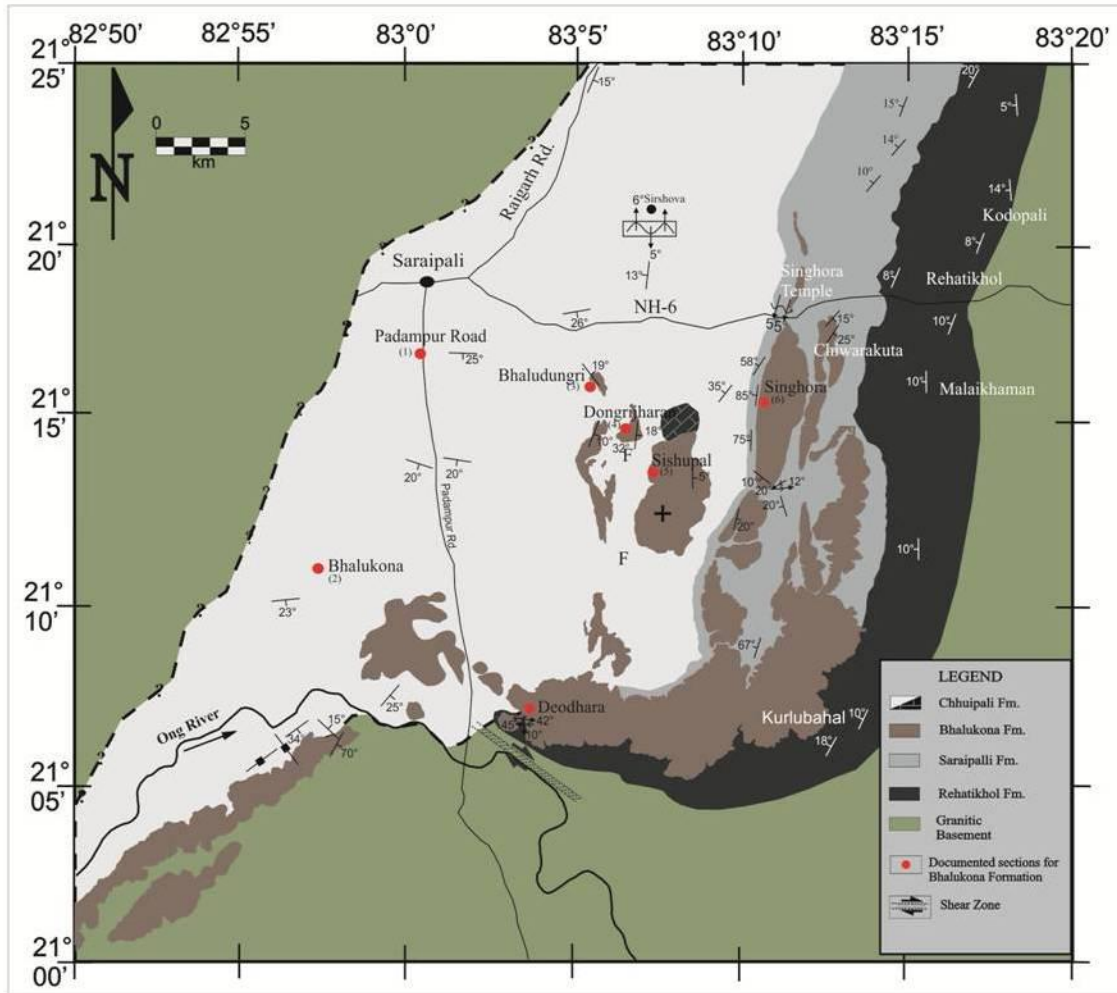 82°50’ 82°55’ 83°0’ 83°5’ 83°10’ 83°15’ 83°20’
21°
25’
0 5
km
N
15°
Raigarh Rd.
20°
15°
5°
14°
10°
6° Sirshova
5°
13°
14°
Kodopali
8°
21°
20’
Saraipali
Singhora
Temple
8°
Rehatikhol
NH-6
26°
55°
15°
10°
Padampur Road
(1)
25°
25°
Chiwarakuta
19°
Bhaludungri
(3)
58°
35°
85°
Singhora
(6)
10°
Malaikhaman
21°
15’
Dongrijharan
(4)
18°
32°
F
75°
20°
20°
Sishupal
(5)
5°
10°
20°
12°
20°
20°
Padampur Rd.
F
10°
Bhalukona
(2)
21°
10’
23°
67°
25°
Deodhara
45°
42°
10°
Ong River
15°
34
70°
Kurlubahal
10°
18°
21°
05’
21°
00’
LEGEND
Chhuipali Fm.
Bhalukona Fm.
Saraipalli Fm.
Rehatikhol Fm.
Granitic
Basement
Documented sections for
Bhalukona Formation
Shear Zone